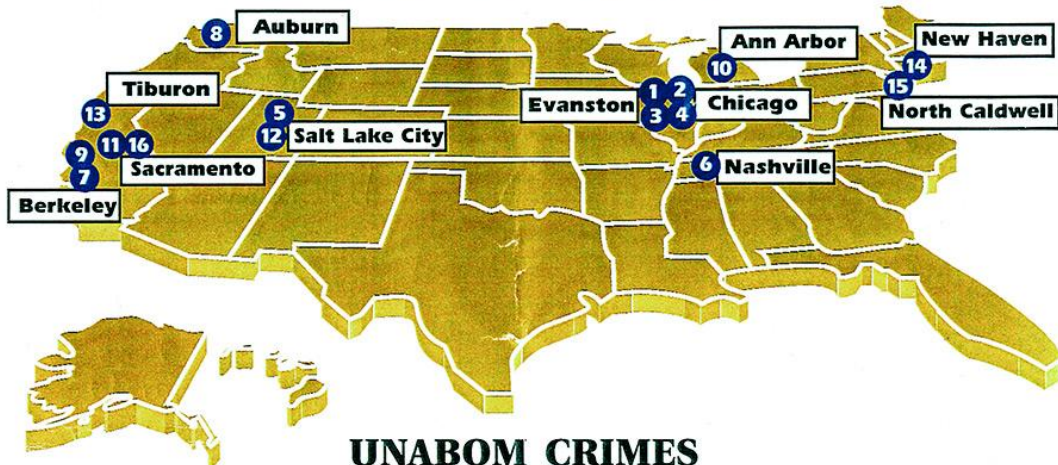 8 Auburn
Ann Arbor
New Haven
10
14
Tiburon
13
1 2
Evanston
Chicago
3 4
15
North Caldwell
5
12 Salt Lake City
9 11 16
7
Sacramento
6 Nashville
Berkeley
UNABOM CRIMES